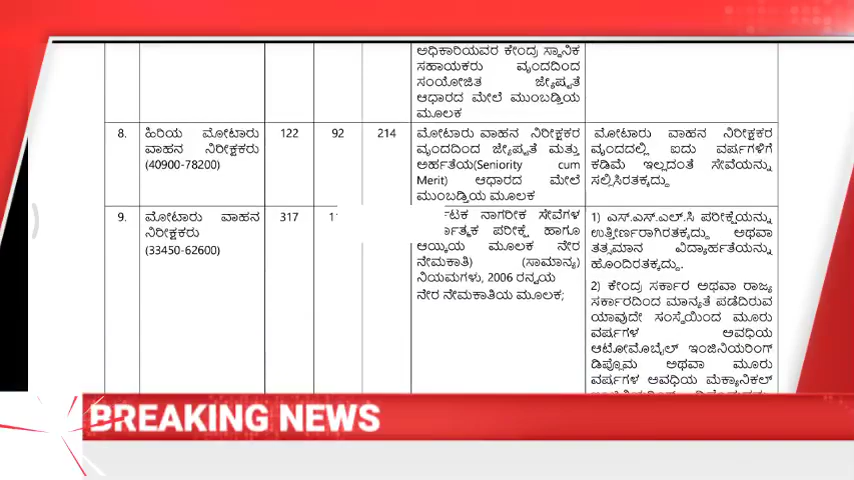 ಅಧಿಕಾರಿಯವರ ಕೇಂದ್ರ ಸ್ಥಾನಿಕ
ಸಹಾಯಕರು ವೃಂದದಿಂದ
ಸಂಯೋಜಿತ ಜ್ಯೇಷ್ಠತೆ
ಆಧಾರದ ಮೇಲೆ ಮುಂಬಡ್ತಿಯ
ಮೂಲಕ
8. ಹಿರಿಯ ಮೋಟಾರು
ವಾಹನ ನಿರೀಕ್ಷಕರು
(40900-78200)
122
92
214
ಮೋಟಾರು ವಾಹನ ನಿರೀಕ್ಷಕರ
ವೃಂದದಿಂದ ಜ್ಯೇಷ್ಠತೆ ಮತ್ತು
ಅರ್ಹತೆಯ(Seniority cum
Merit) ಆಧಾರದ ಮೇಲೆ
ಮುಂಬಡ್ತಿಯ ಮೂಲಕ
ಮೋಟಾರು ವಾಹನ ನಿರೀಕ್ಷಕರ
ವೃಂದದಲ್ಲಿ ಐದು ವರ್ಷಗಳಿಗೆ
ಕಡಿಮೆ ಇಲ್ಲದಂತೆ ಸೇವೆಯನ್ನು
ಸಲ್ಲಿಸಿರತಕ್ಕದ್ದು
9. ಮೋಟಾರು ವಾಹನ
ನಿರೀಕ್ಷಕರು
(33450-62600)
317
ನಾಗರೀಕ ಸೇವೆಗಳ
ಪರೀಕ್ಷೆ ಹಾಗೂ
ಆಯ್ಕೆಯ ಮೂಲಕ ನೇರ
ನೇಮಕಾತಿ) (ಸಾಮಾನ್ಯ)
ನಿಯಮಗಳು, 2006 ರನ್ವಯ
ನೇರ ನೇಮಕಾತಿಯ ಮೂಲಕ;
1) ಎಸ್.ಎಸ್.ಎಲ್.ಸಿ ಪರೀಕ್ಷೆಯನ್ನು
ಉತ್ತೀರ್ಣರಾಗಿರತಕ್ಕದ್ದು ಅಥವಾ
ತತ್ಸಮಾನ ವಿದ್ಯಾರ್ಹತೆಯನ್ನು
ಹೊಂದಿರತಕ್ಕದ್ದು.
2) ಕೇಂದ್ರ ಸರ್ಕಾರ ಅಥವಾ ರಾಜ್ಯ
ಸರ್ಕಾರದಿಂದ ಮಾನ್ಯತೆ ಪಡೆದಿರುವ
ಯಾವುದೇ ಸಂಸ್ಥೆಯಿಂದ ಮೂರು
ವರ್ಷಗಳ ಅವಧಿಯ
ಆಟೋಮೊಬೈಲ್ ಇಂಜಿನಿಯರಿಂಗ್
ಡಿಪ್ಲೊಮ ಅಥವಾ ಮೂರು
ವರ್ಷಗಳ ಅವಧಿಯ ಮೆಕ್ಯಾನಿಕಲ್
BREAKING NEWS